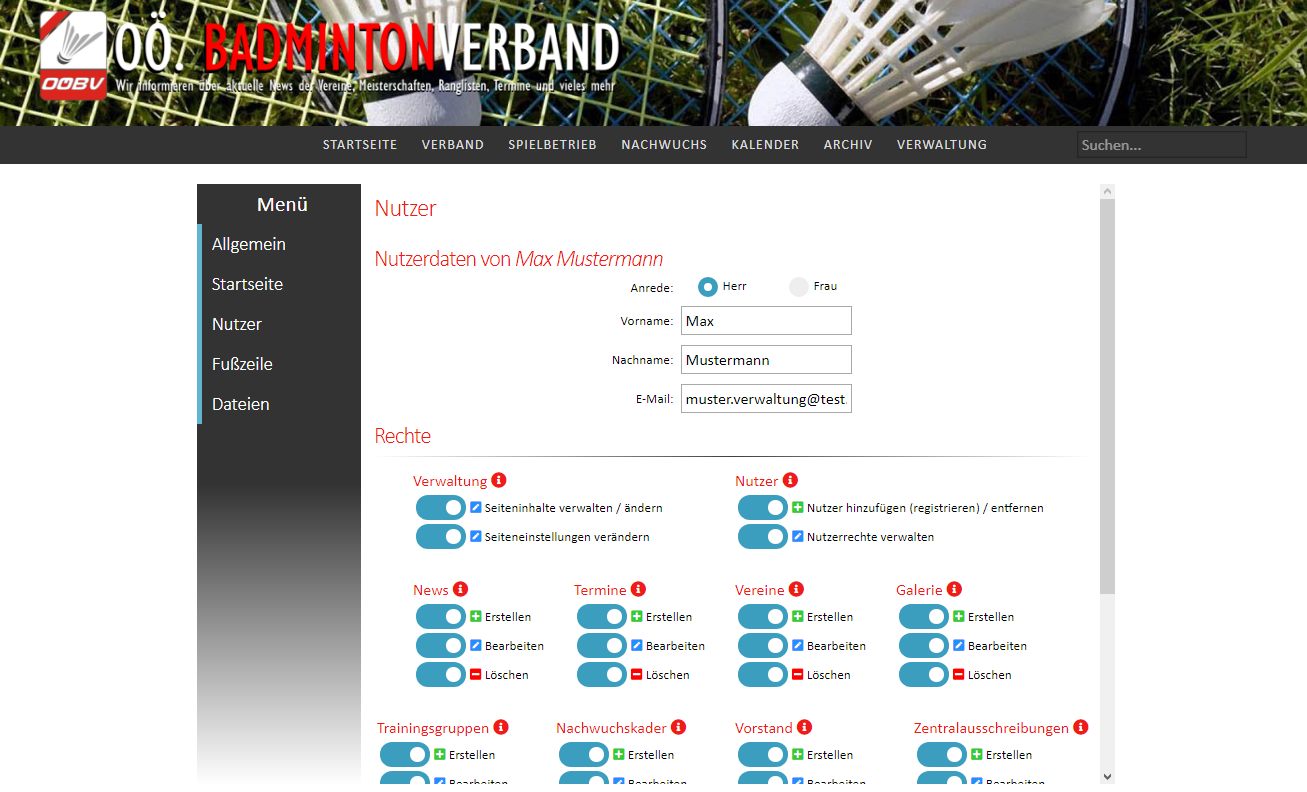 OÖ. BADMINTONVERBAND
OÖBV
Wir informieren über aktuelle News der Vereine, Meisterschaften, Ranglisten, Termine und vieles mehr
STARTSEITE VERBAND SPIELBETRIEB NACHWUCHS KALENDER ARCHIV VERWALTUNG Suchen...
Menü
Allgemein
Startseite
Nutzer
Fußzeile
Dateien
Nutzer
Nutzerdaten von Max Mustermann
Anrede: Herr Frau
Vorname: Max
Nachname: Mustermann
E-Mail: muster.verwaltung@test.
Rechte
Verwaltung Nutzer
Seiteninhalte verwalten / ändern Nutzer hinzufügen (registrieren) / entfernen
Seiteneinstellungen verändern Nutzerrechte verwalten
News Termine Vereine Galerie
Erstellen Erstellen Erstellen Erstellen
Bearbeiten Bearbeiten Bearbeiten Bearbeiten
Löschen Löschen Löschen Löschen
Trainingsgruppen Nachwuchskader Vorstand Zentralausschreibungen
Erstellen Erstellen Erstellen Erstellen
Bearbeiten Bearbeiten Bearbeiten Bearbeiten